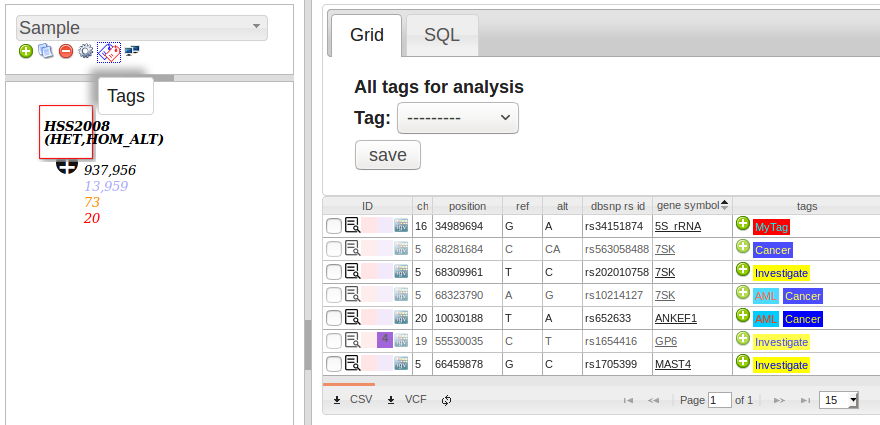 Sample
Tags
HSS2008
(HET,HOM_ALT)
937,956
13,959
73
20
Grid SQL
All tags for analysis
Tag: ---------
save
ID ch position ref alt dbsnp rs id gene symbol tags
16 34989694 G A rs34151874 5S_rRNA MyTag
5 68281684 C CA rs563058488 7SK Cancer
5 68309961 T C rs202010758 7SK Investigate
5 68323790 A G rs10214127 7SK AML Cancer
20 10030188 T A rs652633 ANKEF1 AML Cancer
4 19 55530035 C T rs1654416 GP6 Investigate
5 66459878 G C rs1705399 MAST4 Investigate
CSV VCF Page 1 of 1 15